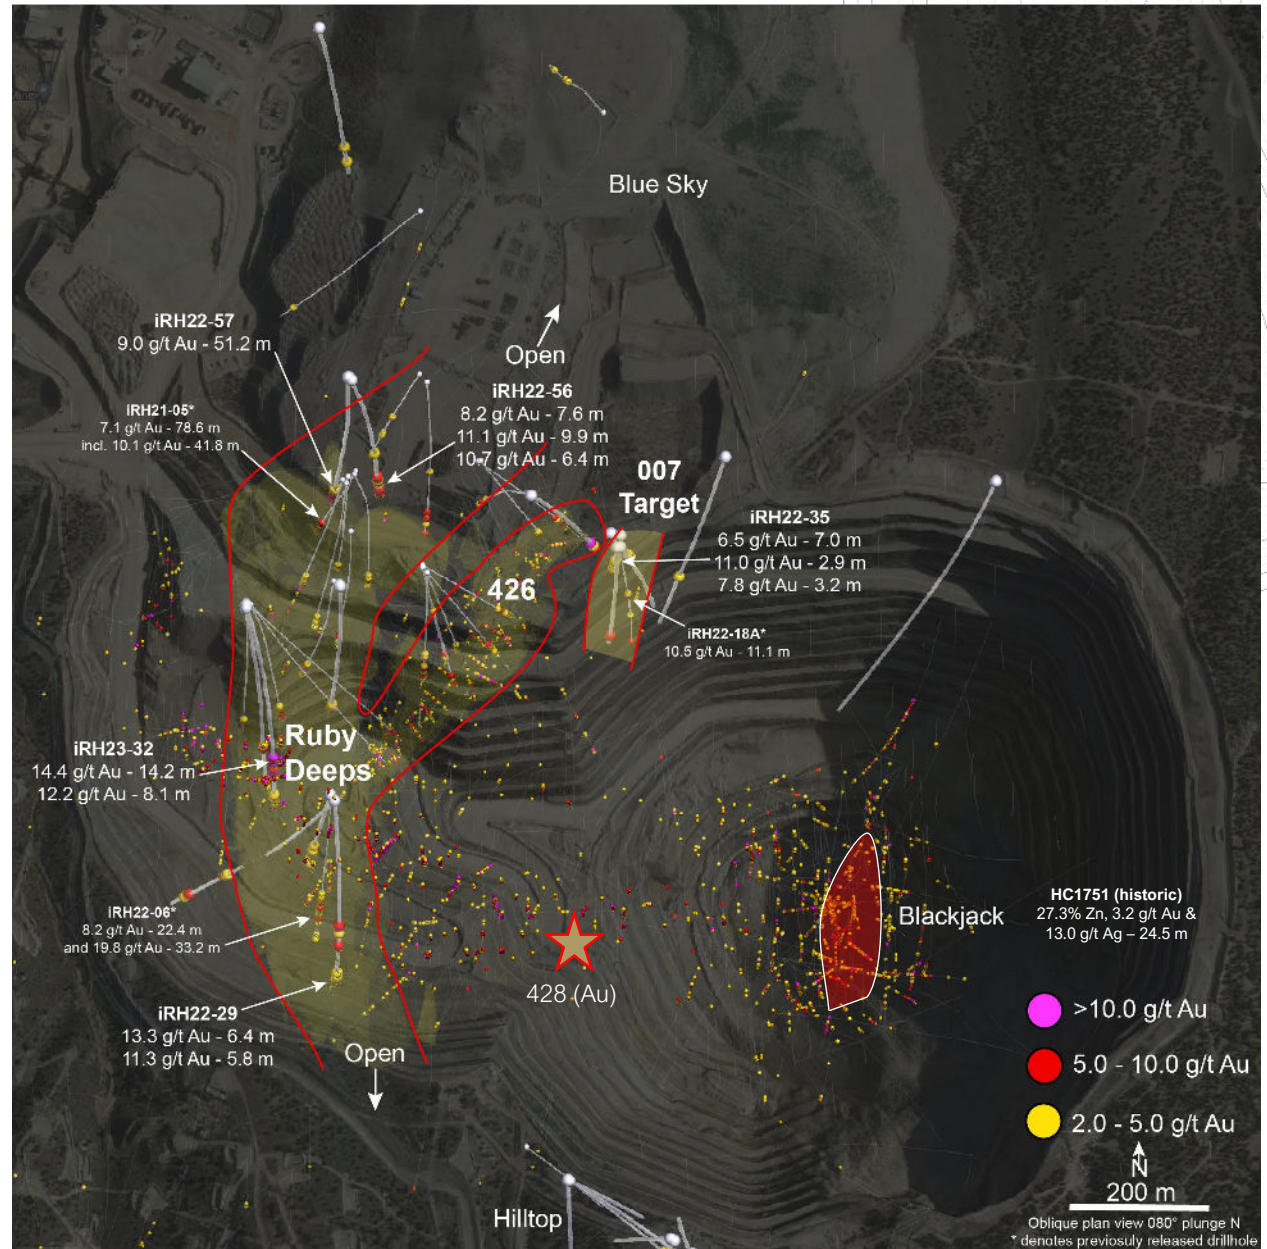 Blue Sky
iRH22-57
9.0 g/t Au - 51.2 m
Open
iRH21-05*
7.1 g/t Au - 78.6 m
incl. 10.1 g/t Au - 41.8 m
iRH22-56
8.2 g/t Au - 7.6 m
11.1 g/t Au - 9.9 m
10.7 g/t Au - 6.4 m
007
Target
iRH22-35
6.5 g/t Au - 7.0 m
11.0 g/t Au - 2.9 m
7.8 g/t Au - 3.2 m
426
iRH22-18A*
10.5 g/t Au - 11.1 m
Ruby
Deeps
iRH23-32
14.4 g/t Au - 14.2 m
12.2 g/t Au - 8.1 m
iRH22-06*
8.2 g/t Au - 22.4 m
and 19.8 g/t Au - 33.2 m
Blackjack
HC1751 (historic)
27.3% Zn, 3.2 g/t Au &
13.0 g/t Ag – 24.5 m
428 (Au)
iRH22-29
13.3 g/t Au - 6.4 m
11.3 g/t Au - 5.8 m
Open
>10.0 g/t Au
5.0 - 10.0 g/t Au
2.0 - 5.0 g/t Au
N
200 m
Hilltop
Oblique plan view 080° plunge N
* denotes previosuly released drillhole